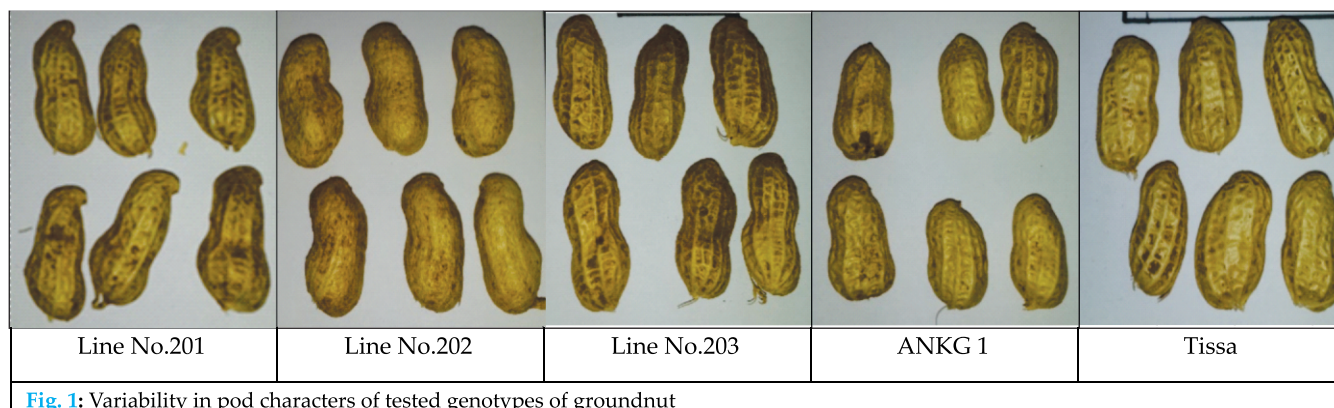 Line No.201 Line No.202 Line No.203 ANKG 1 Tissa
Fig. 1: Variability in pod characters of tested genotypes of groundnut